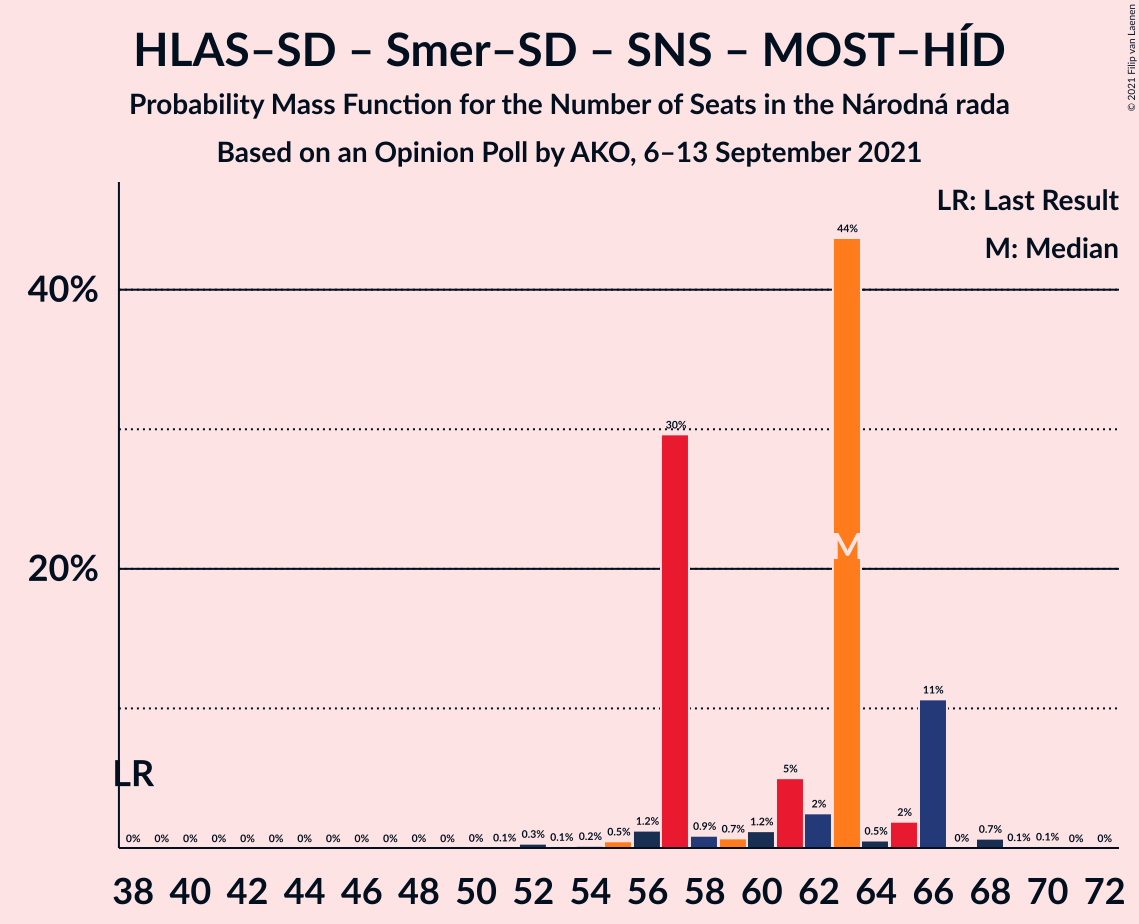 HLAS–SD – Smer–SD – SNS – MOST–HÍD
Probability Mass Function for the Number of Seats in the Národná rada
Based on an Opinion Poll by AKO, 6–13 September 2021
© 2021 Filip van Laenen
LR: Last Result
M: Median
40%
20%
44%
30%
M
11%
LR
5%
0% 0% 0% 0% 0% 0% 0% 0% 0% 0% 0% 0% 0% 0.1% 0.3% 0.1% 0.2% 0.5% 1.2% 0.9% 0.7% 1.2% 2% 0.5% 2% 0% 0.7% 0.1% 0.1% 0% 0%
38 40 42 44 46 48 50 52 54 56 58 60 62 64 66 68 70 72